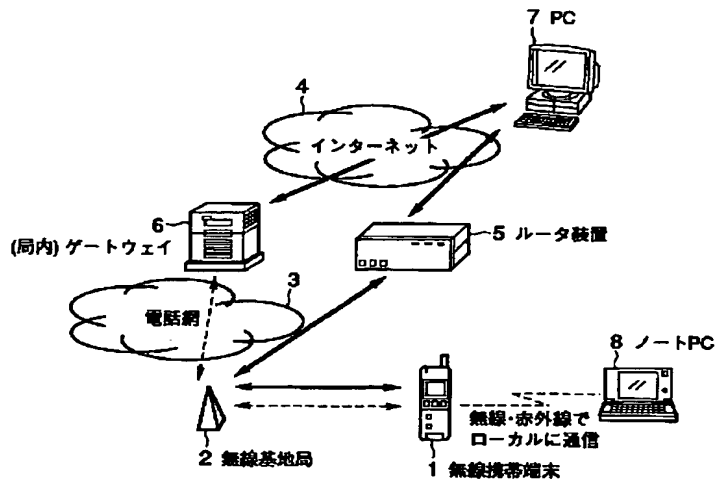 7 PC
4
インターネット
6
(局内) ゲートウェイ
5 ルータ装置
3
電話網
8 ノートPC
無線・赤外線で
ローカルに通信
2 無線基地局
1 無線携帯端末